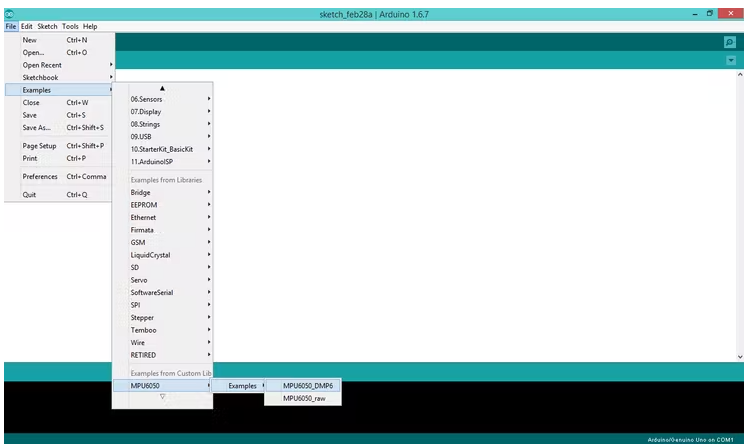 sketch_feb28a | Arduino 1.6.7
File Edit Sketch Tools Help
New Ctrl+N
Open... Ctrl+O
Open Recent
Sketchbook
Examples
Close Ctrl+W
Save Ctrl+S
Save As... Ctrl+Shift+S
Page Setup Ctrl+Shift+P
Print Ctrl+P
Preferences Ctrl+Comma
Quit Ctrl+Q
06.Sensors
07.Display
08.Strings
09.USB
10.StarterKit_BasicKit
11.ArduinoISP
Examples from Libraries
Bridge
EEPROM
Ethernet
Firmata
GSM
LiquidCrystal
SD
Servo
SoftwareSerial
SPI
Stepper
Temboo
Wire
RETIRED
Examples from Custom Lib
MPU6050
Examples
MPU6050_DMP6
MPU6050_raw
Arduino/Genuino Uno on COM1